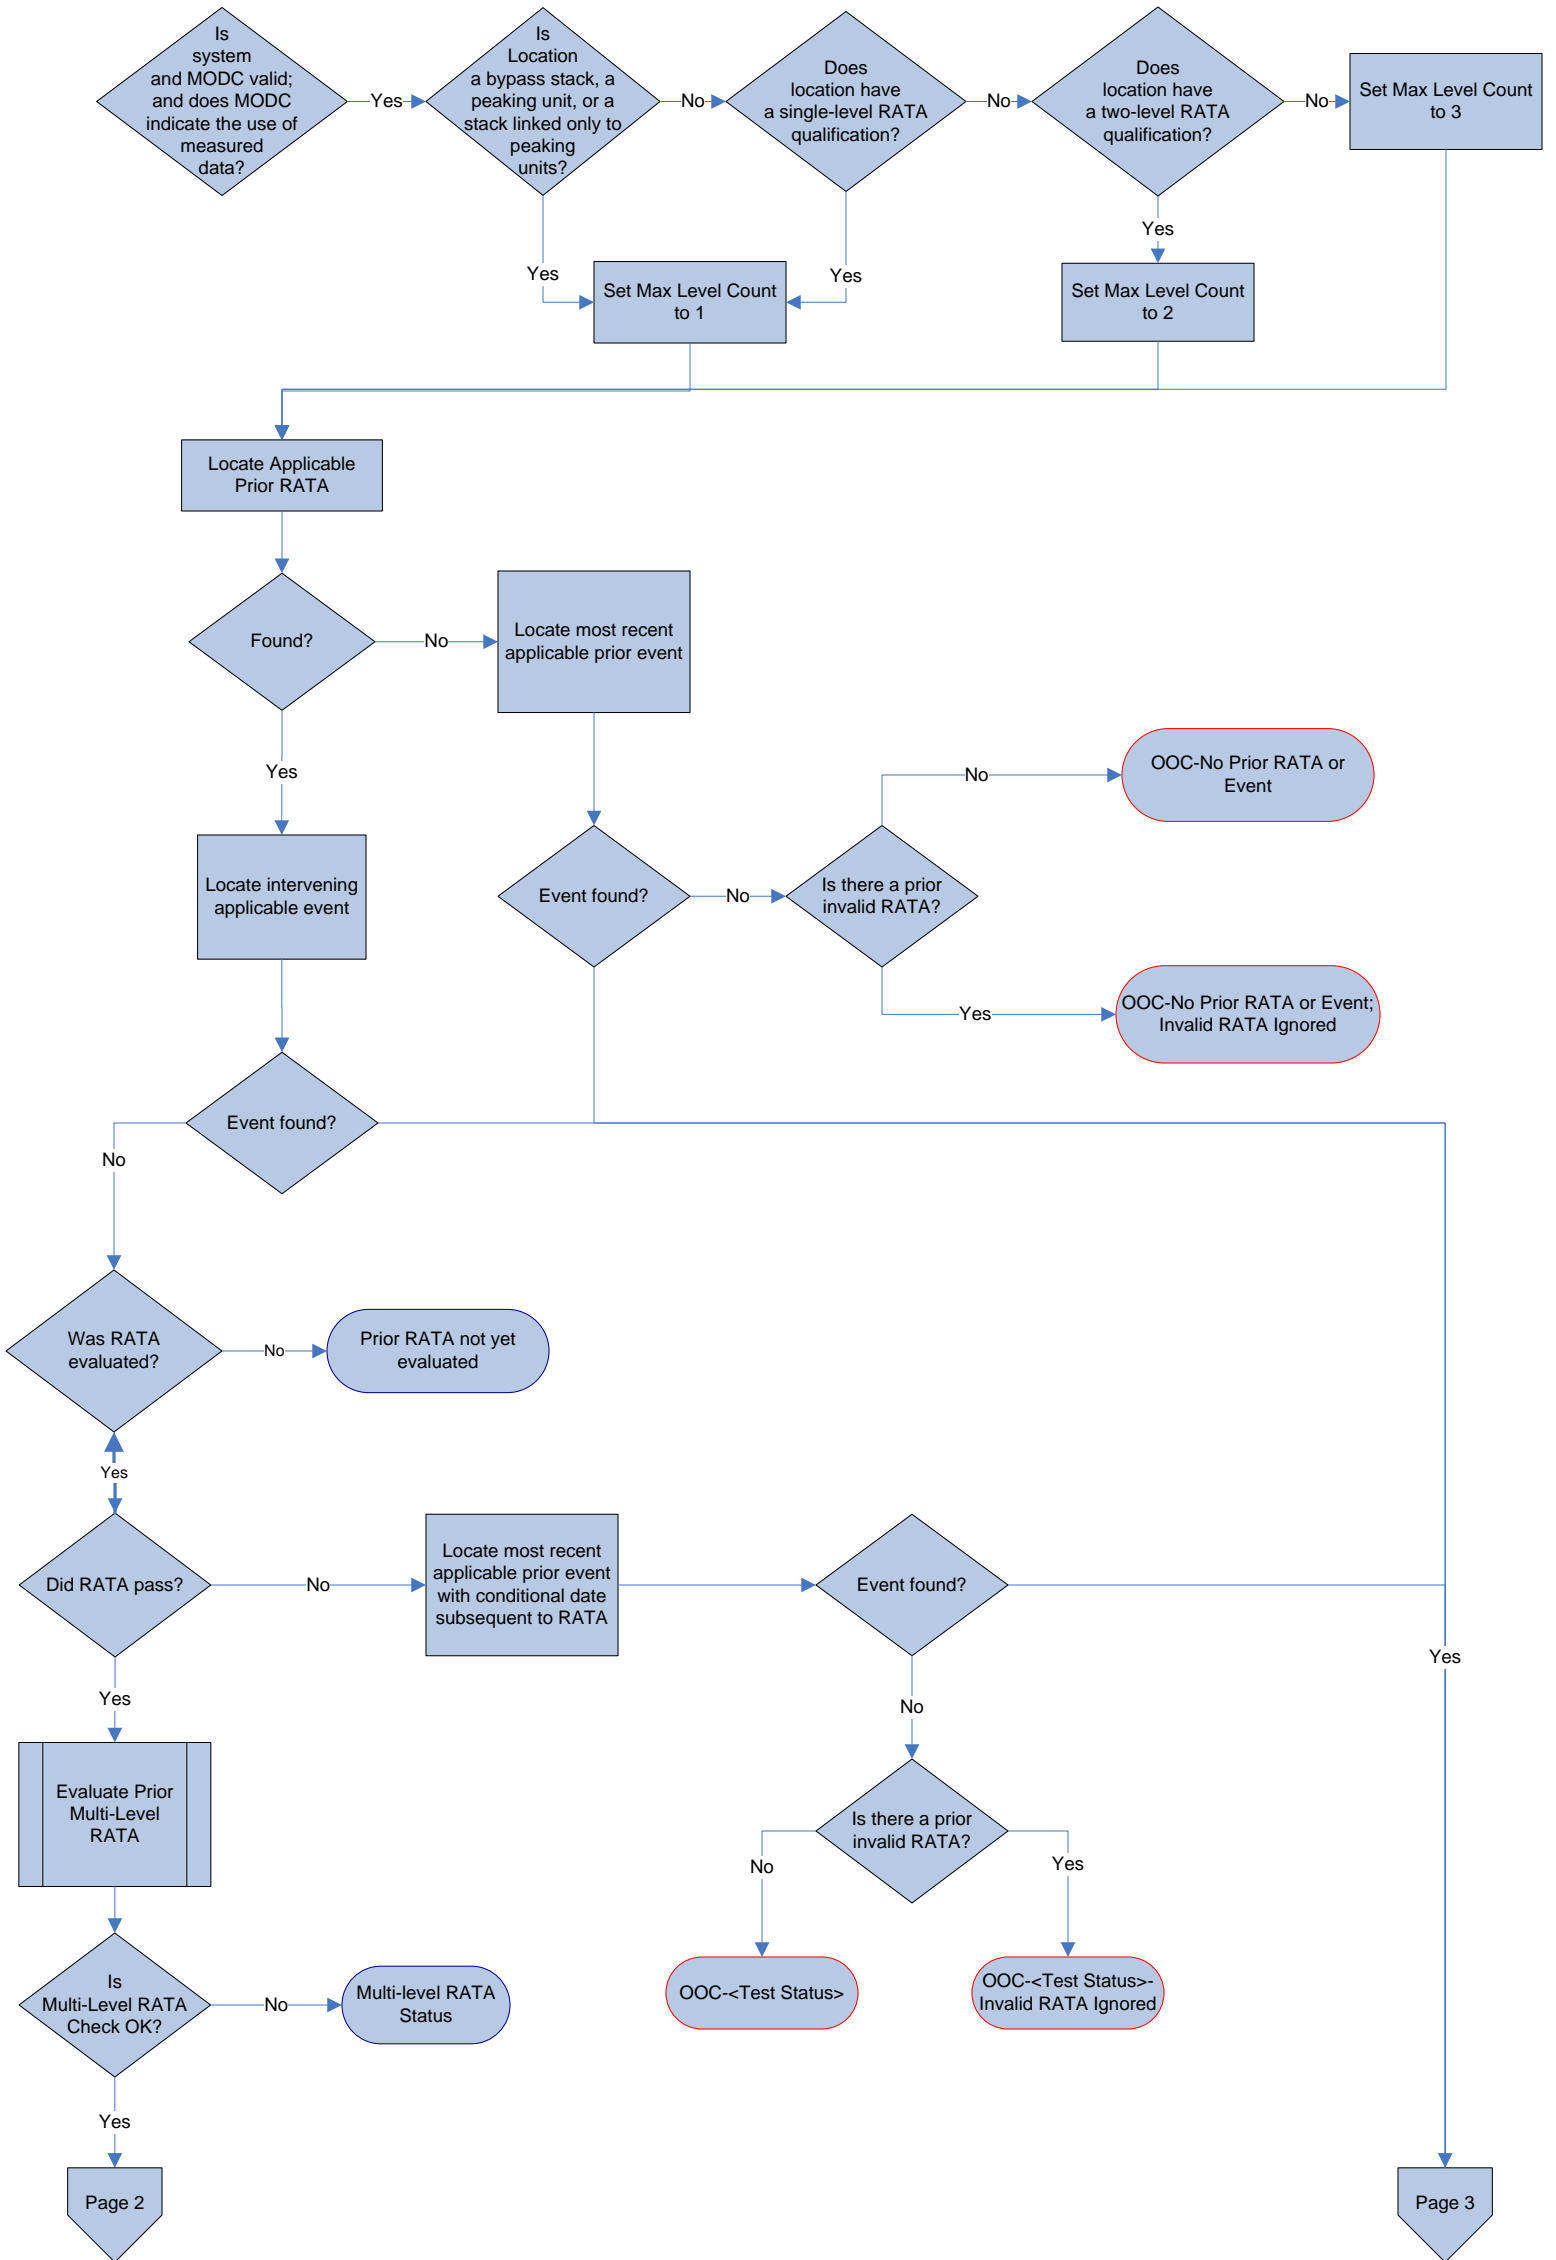 Is
system
and MODC valid;
and does MODC
indicate the use of
measured
data?
Yes
Is
Location
a bypass stack, a
peaking unit, or a
stack linked only to
peaking
units?
No
Does
location have
a single-level RATA
qualification?
No
Does
location have
a two-level RATA
qualification?
No
Set Max Level Count
to 3
Yes
Set Max Level Count
to 1
Yes
Yes
Set Max Level Count
to 2
Locate Applicable
Prior RATA
Found?
No
Locate most recent
applicable prior event
Yes
No
OOC-No Prior RATA or
Event
Locate intervening
applicable event
Event found?
No
Is there a prior
invalid RATA?
Yes
OOC-No Prior RATA or Event;
Invalid RATA Ignored
Event found?
No
Was RATA
evaluated?
No
Prior RATA not yet
evaluated
Yes
Did RATA pass?
No
Locate most recent
applicable prior event
with conditional date
subsequent to RATA
Event found?
Yes
Yes
No
Evaluate Prior
Multi-Level
RATA
Is there a prior
invalid RATA?
No
Yes
Is
Multi-Level RATA
Check OK?
No
Multi-level RATA
Status
OOC-<Test Status>
OOC-<Test Status>-
Invalid RATA Ignored
Yes
Page 2
Page 3